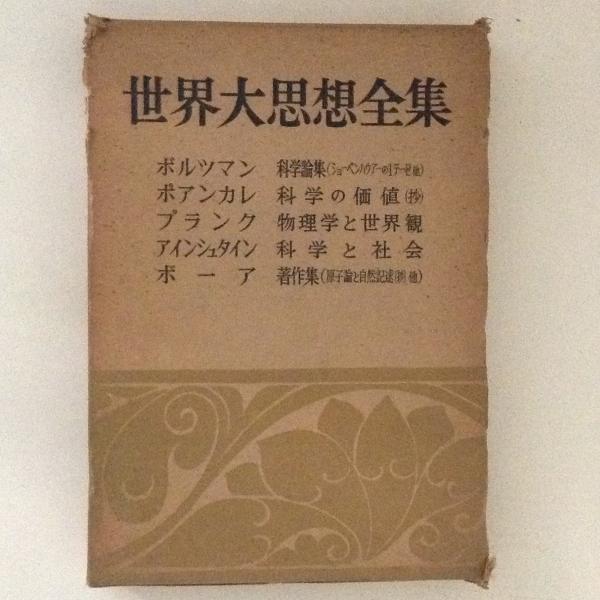 世界大思想全集
ボルツマン 科学論集(ショーペンハウアーの1テーゼ他)
ポアンカレ 科学の価値(抄)
プランク 物理学と世界観
アインシュタイン 科学と社会
ボーア 著作集(原子論と自然記述(抄)他)